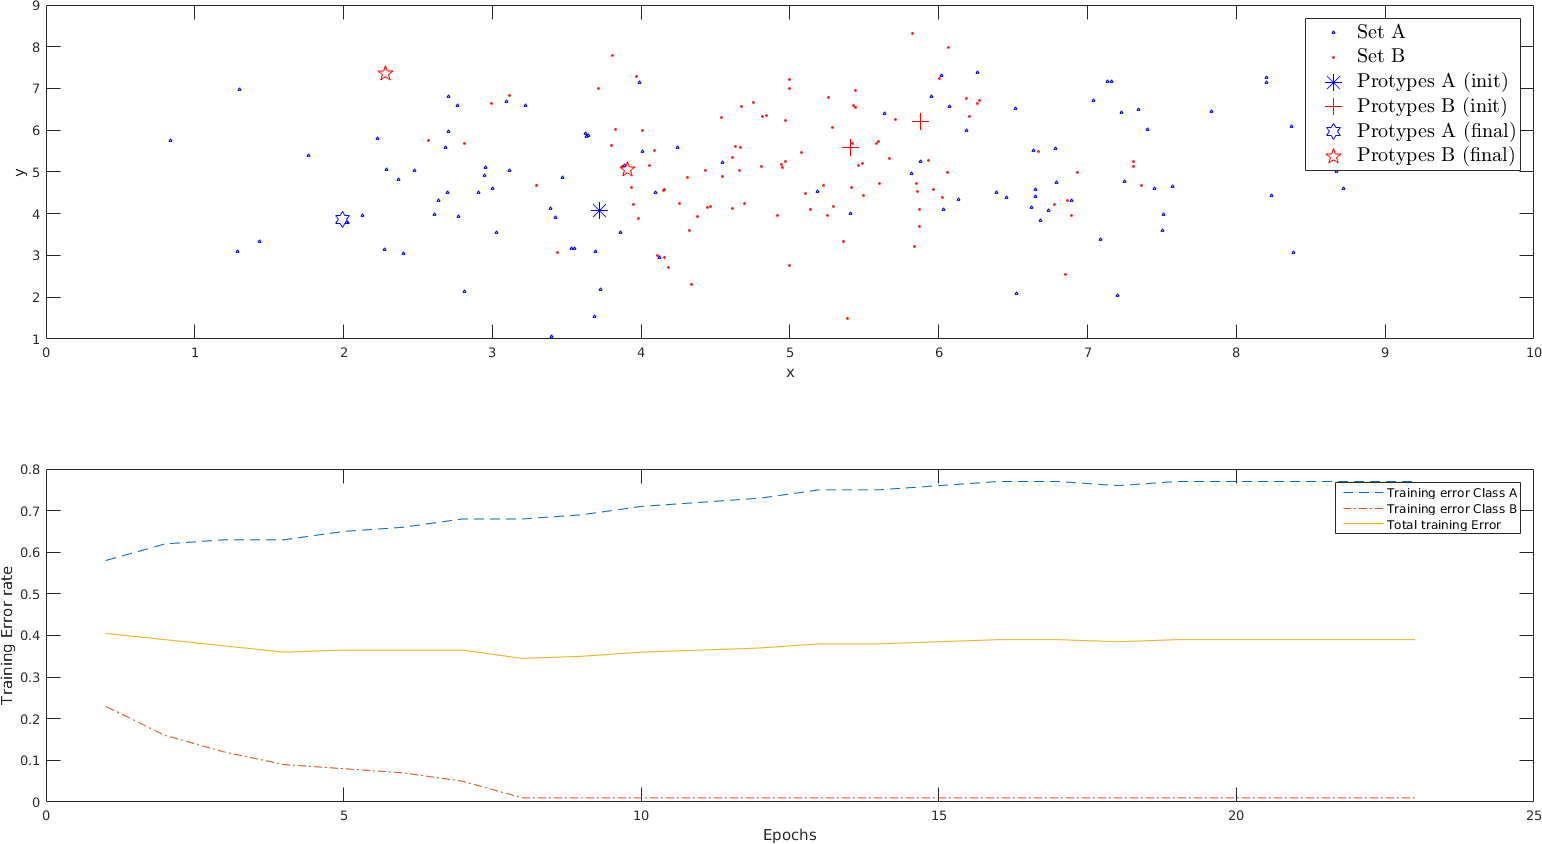 9
8
7
6
5
4
3
2
1
y
0 1 2 3 4 5 6 7 8 9 10
x
Set A
Set B
Protypes A (init)
Protypes B (init)
Protypes A (final)
Protypes B (final)
0.8
0.7
0.6
0.5
0.4
0.3
0.2
0.1
0
Training Error rate
0 5 10 15 20 25
Epochs
Training error Class A
Training error Class B
Total training Error